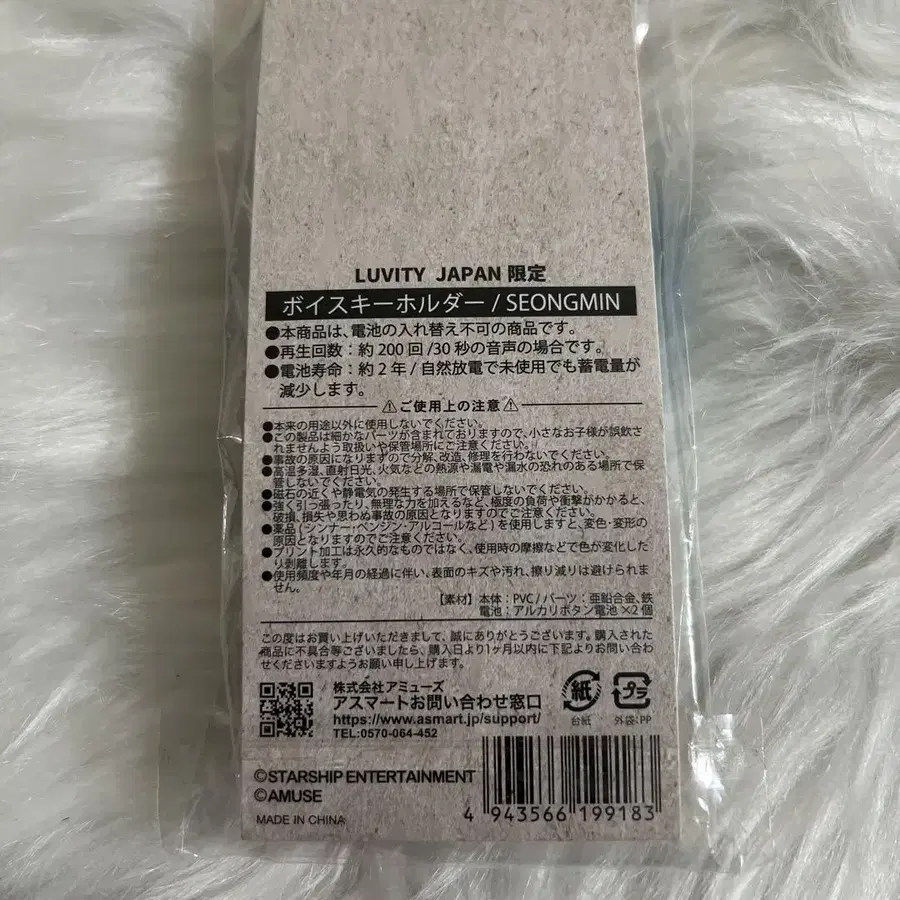 LUVITY JAPAN 限定
ボイスキーホルダー / SEONGMIN
●本商品は、電池の入れ替え不可の商品です。
●再生回数：約 200 回 /30 秒の音声の場合です。
●電池寿命：約 2 年 / 自然放電で未使用でも蓄電量が
減少します。
⚠ご使用上の注意⚠
●本来の用途以外に使用しないでください。
●この製品は細かなパーツが含まれておりますので、小さなお子様が誤飲さ
れませんよう取扱いや保管場所にご注意ください。
●事故の原因になりますので分解、改造、修理を行わないでください。
●高温多湿、直射日光、火気などの熱源や漏電や漏水の恐れのある場所で保
管しないでください。
●磁石の近くや静電気の発生する場所で保管しないでください。
●強く引っ張ったり、無理な力を加えるなど、極度の負荷や衝撃がかかると、
破損、損失や思わぬ事故の原因となりますのでご注意ください。
●薬品 (シンナー・ベンジン・アルコールなど) を使用しますと、変色・変形の
原因となりますのでご注意ください。
●プリント加工は永久的なものではなく、使用時の摩擦などで色が変化した
り剥離します。
●使用頻度や年月の経過に伴い、表面のキズや汚れ、擦り減りは避けられま
せん。
【素材】本体：PVC / パーツ：亜鉛合金、鉄
電池：アルカリボタン電池 ×2 個
この度はお買い上げいただきまして、誠にありがとうございます。購入された
商品に不具合等ございましたら、購入日より1ヶ月以内に下記よりお問い合わ
せくださいますようお願い申し上げます。
株式会社アミューズ
アスマートお問い合わせ窓口
https://www.asmart.jp/support/
TEL:0570-064-452
紙
台紙
プラ
外袋:PP
©STARSHIP ENTERTAINMENT
©AMUSE
MADE IN CHINA
4 943566 199183